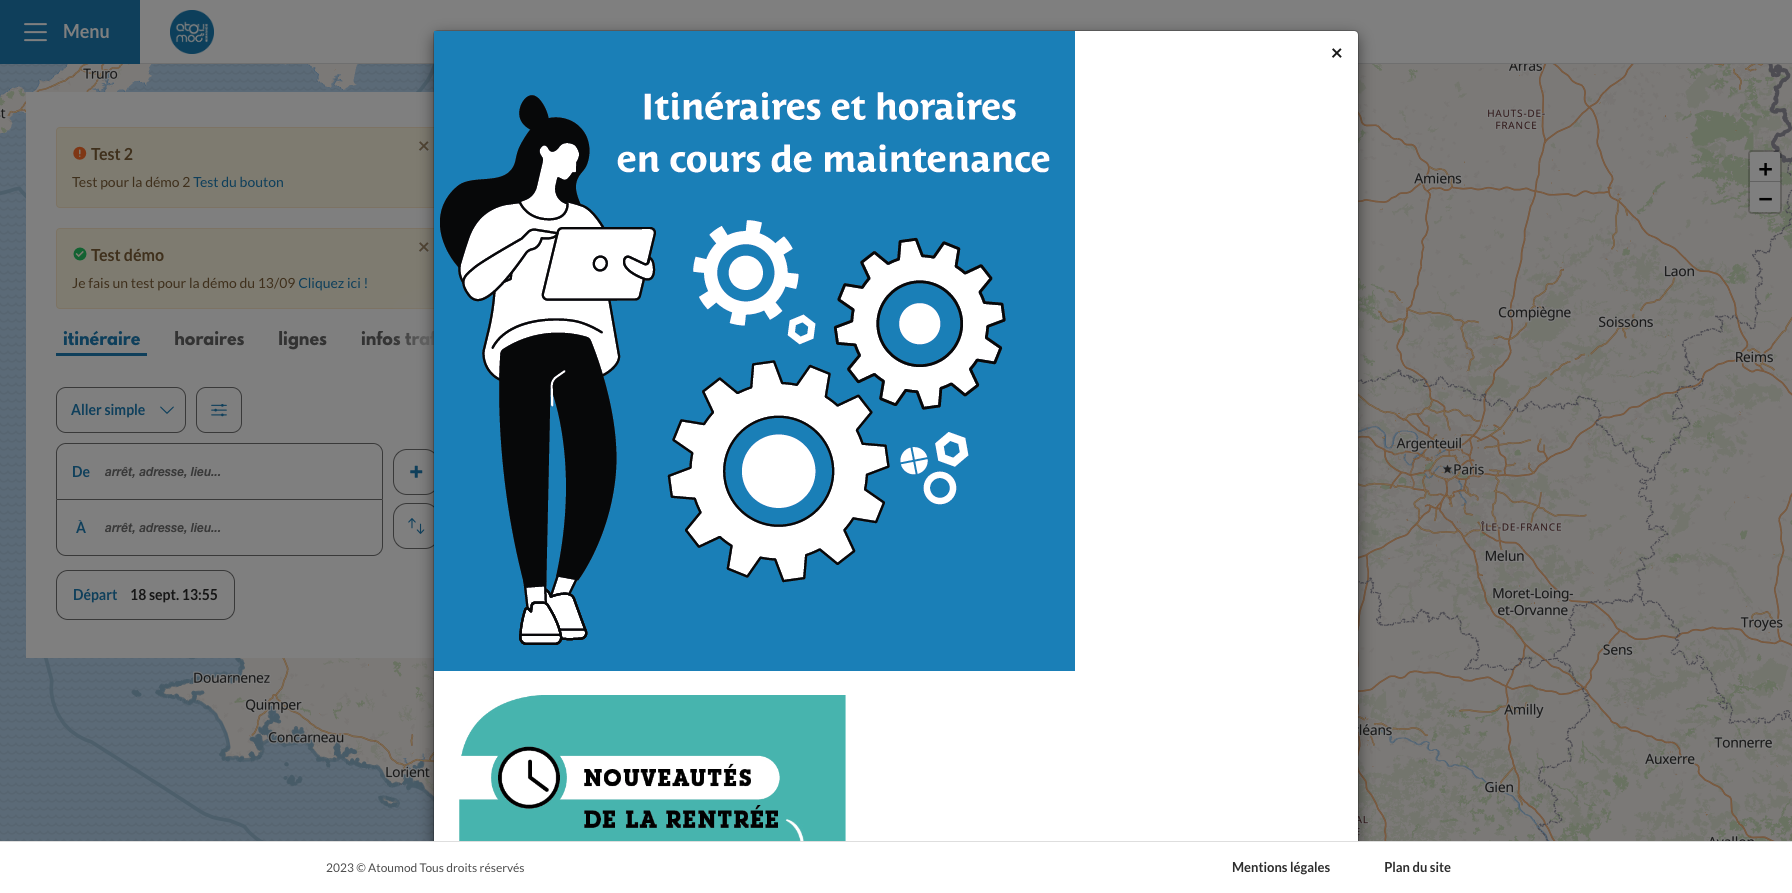 Menu
atou
mod
Truro
Test 2
Test pour la démo 2 Test du bouton
Test démo
Je fais un test pour la démo du 13/09 Cliquez ici !
itinéraire horaires lignes infos
Aller simple
De arrêt, adresse, lieu...
À arrêt, adresse, lieu...
Départ 18 sept. 13:55
Itinéraires et horaires
en cours de maintenance
NOUVEAUTÉS
DE LA RENTRÉE
Douarnenez
Quimper
Concarneau
Lorient
Arras
HAUTS-DE-
FRANCE
Amiens
Laon
Compiègne
Soissons
Reims
Argenteuil
Paris
ÎLE-DE-FRANCE
Melun
Moret-Loing-
et-Orvanne
Troyes
Sens
Amilly
léans
Tonnerre
Auxerre
Gien
2023 © Atoumod Tous droits réservés
Mentions légales Plan du site